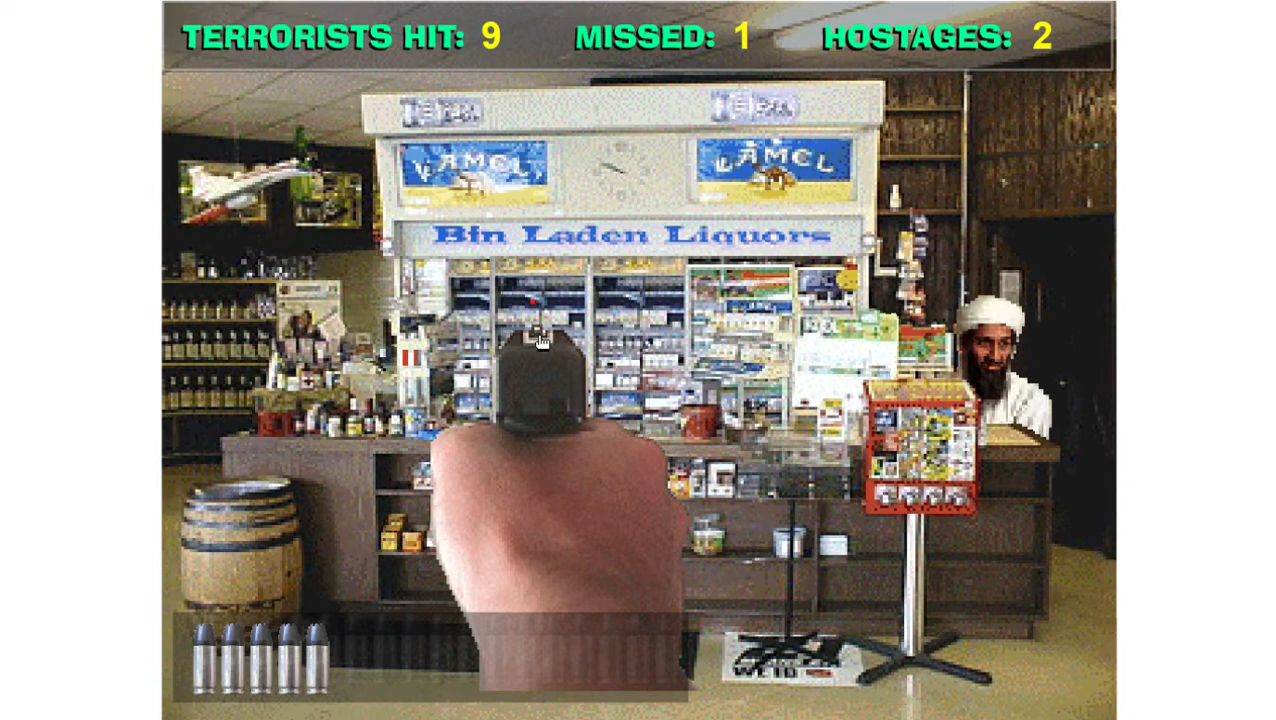 TERRORISTS HIT: 9 MISSED: 1 HOSTAGES: 2
LAMEL LAMEL
Bin Laden Liquors